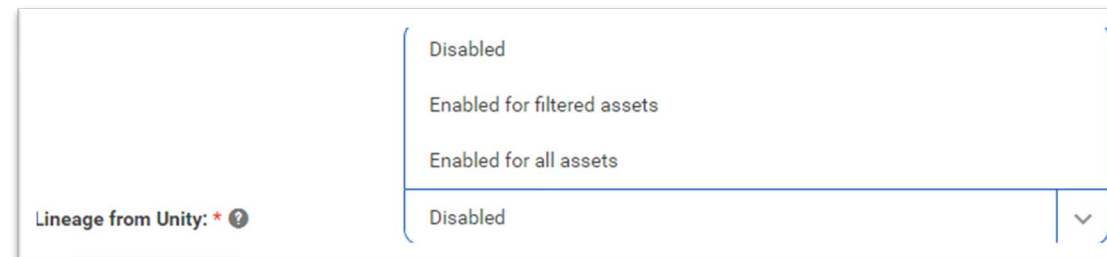 Disabled
Enabled for filtered assets
Enabled for all assets
Lineage from Unity: * ?
Disabled